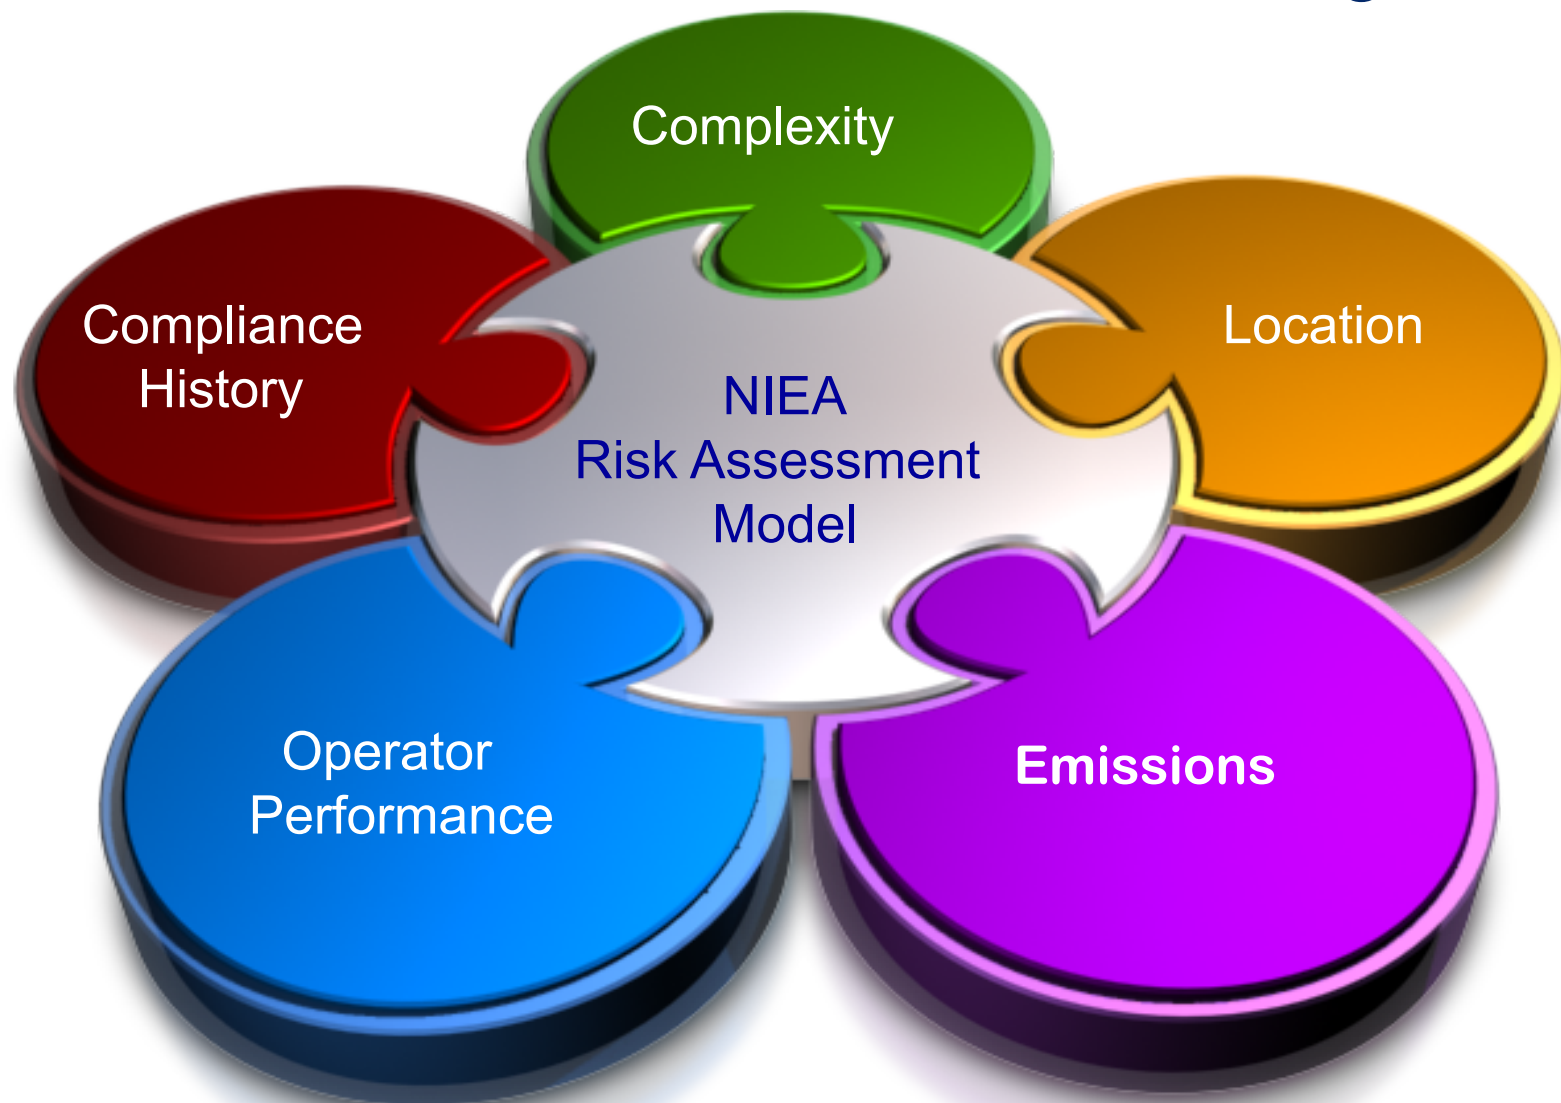 Complexity
Compliance
History
Location
NIEA
Risk Assessment
Model
Operator
Performance
Emissions